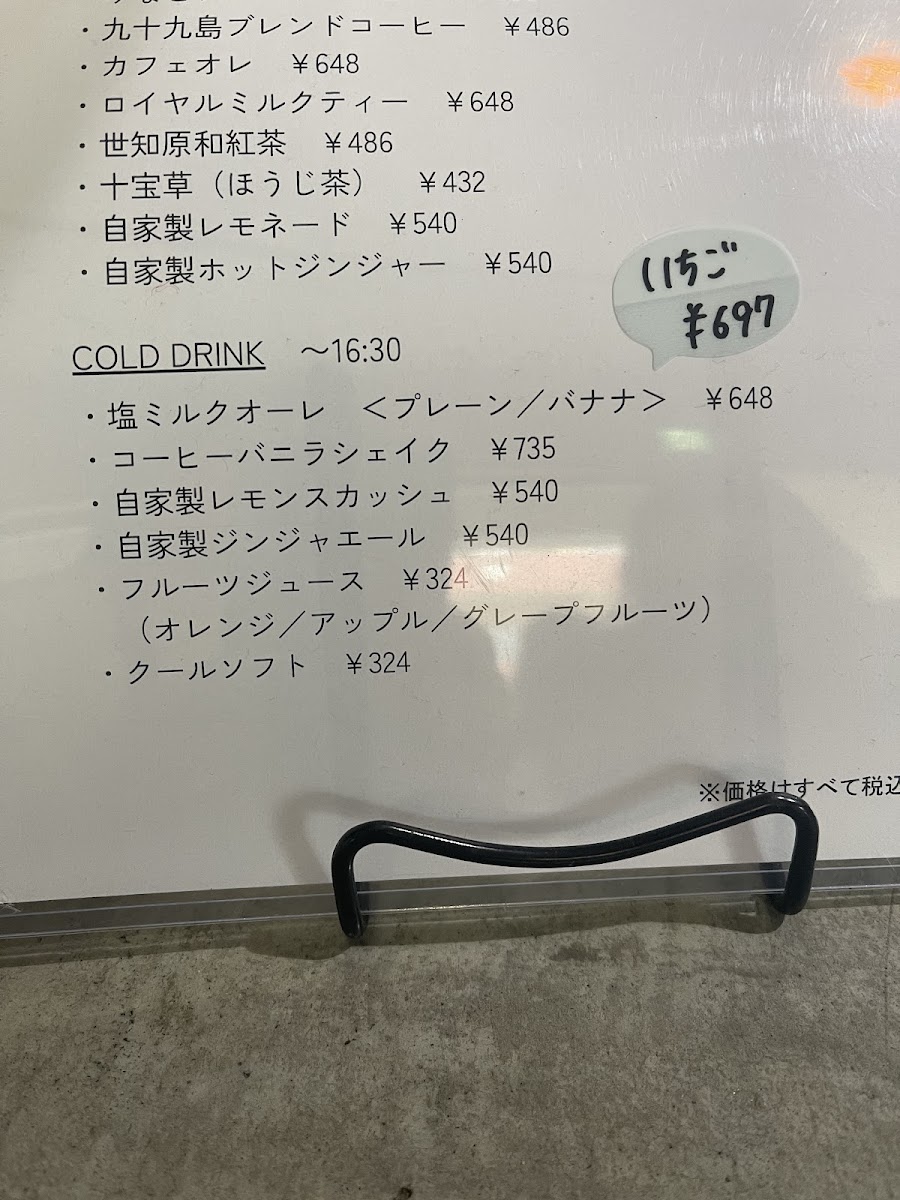 ・九十九島ブレンドコーヒー ￥486
・カフェオレ ￥648
・ロイヤルミルクティー ￥648
・世知原和紅茶 ￥486
・十宝草（ほうじ茶） ￥432
・自家製レモネード ￥540
・自家製ホットジンジャー ￥540
いちご
¥697
COLD DRINK ～16:30
・塩ミルクオーレ ＜プレーン／バナナ＞ ￥648
・コーヒーバニラシェイク ￥735
・自家製レモンスカッシュ ￥540
・自家製ジンジャエール ￥540
・フルーツジュース ￥324
（オレンジ／アップル／グレープフルーツ）
・クールソフト ￥324
※価格はすべて税込